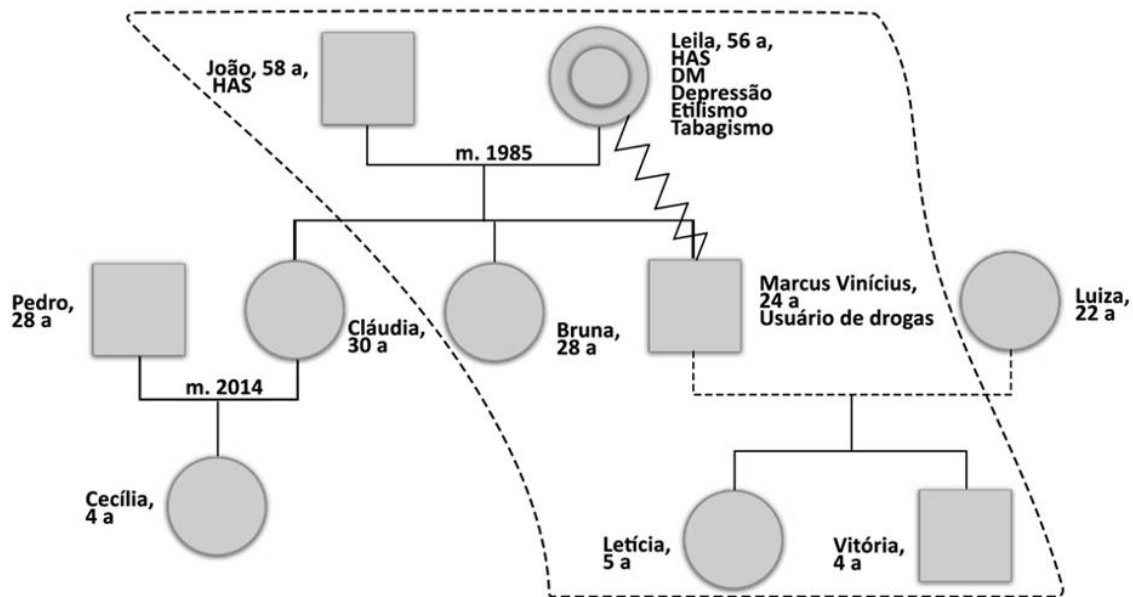 João, 58 a,
HAS
Leila, 56 a,
HAS
DM
Depressão
Etilismo
Tabagismo
m. 1985
Pedro,
28 a
Cláudia,
30 a
Bruna,
28 a
Marcus Vinícius,
24 a
Usuário de drogas
Luiza,
22 a
m. 2014
Cecília,
4 a
Letícia,
5 a
Vitória,
4 a